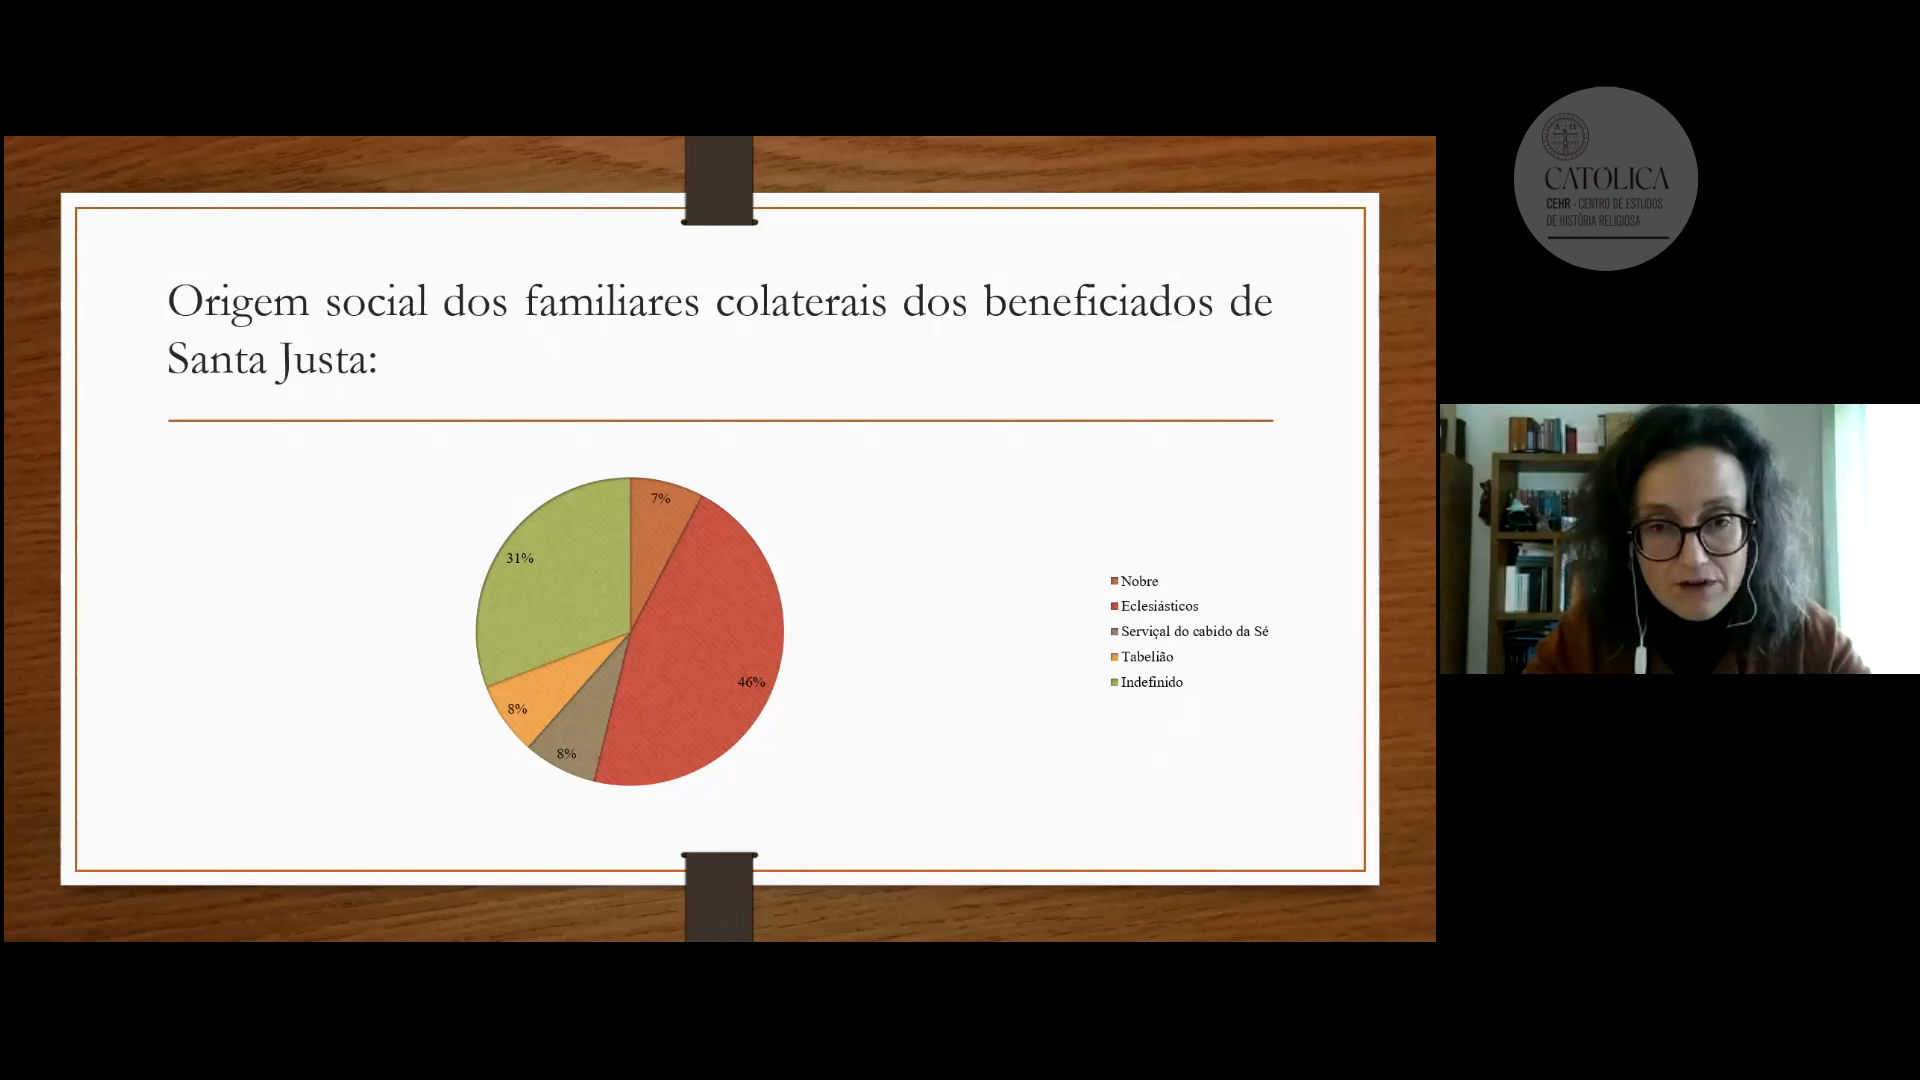 Origem social dos familiares colaterais dos beneficiados de
Santa Justa:
7%
46%
8%
8%
31%
Nobre
Eclesiásticos
Serviçal do cabido da Sé
Tabelião
Indefinido
CATÓLICA
CEHR - CENTRO DE ESTUDOS
DE HISTÓRIA RELIGIOSA